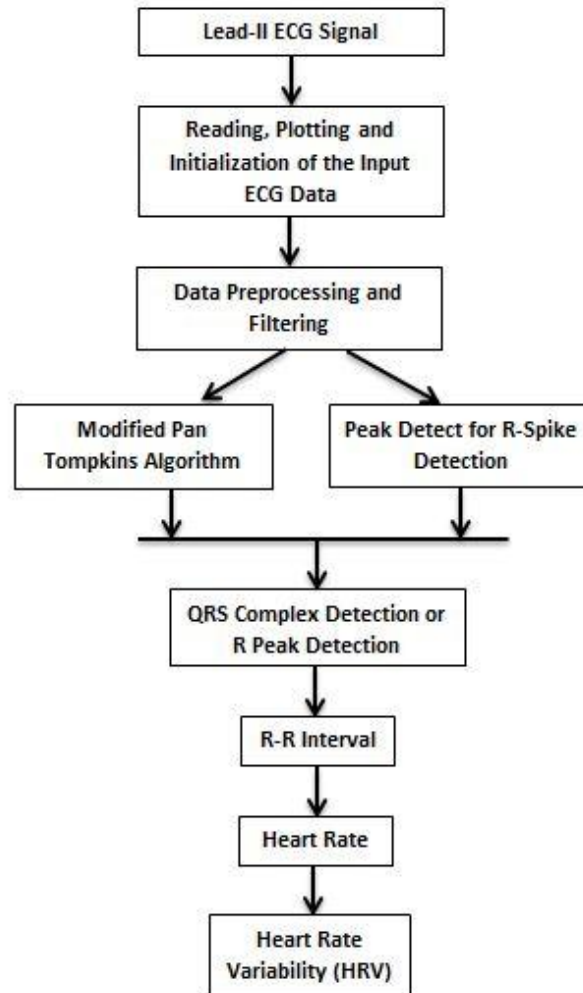 Lead-II ECG Signal
Reading, Plotting and
Initialization of the Input
ECG Data
Data Preprocessing and
Filtering
Modified Pan
Tompkins Algorithm
Peak Detect for R-Spike
Detection
QRS Complex Detection or
R Peak Detection
R-R Interval
Heart Rate
Heart Rate
Variability (HRV)